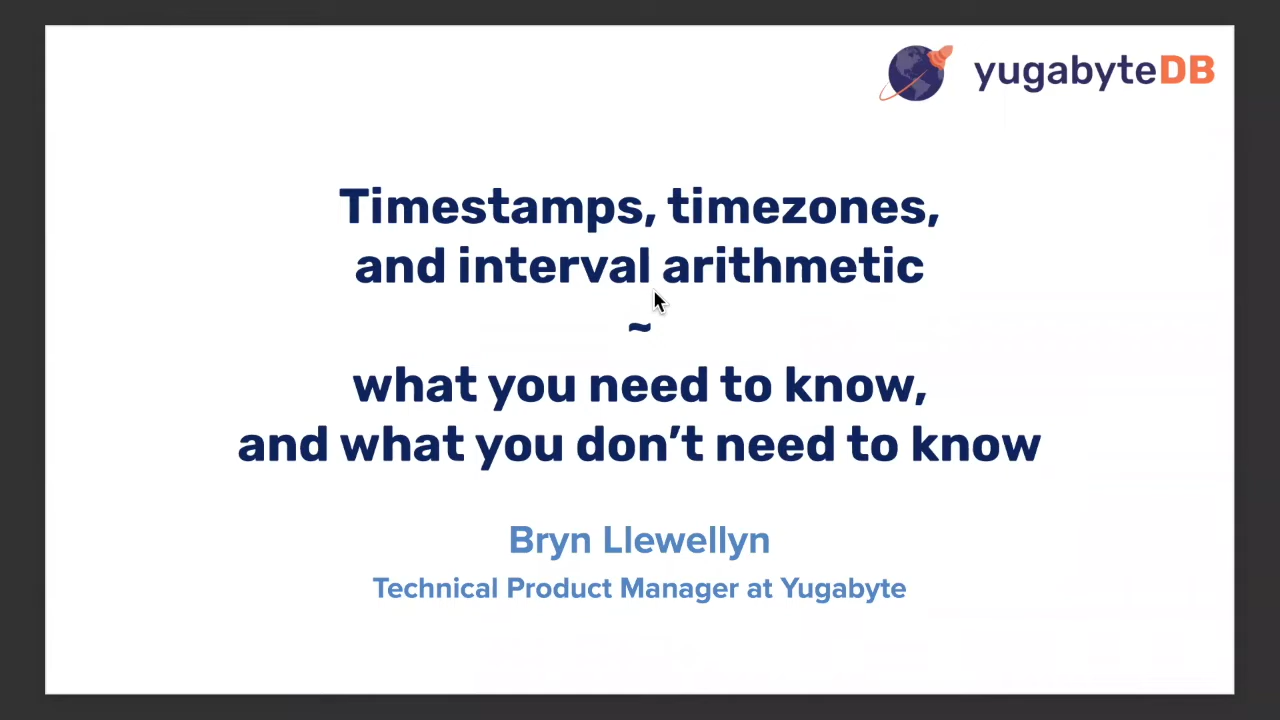 yugabyteDB
Timestamps, timezones,
and interval arithmetic
~
what you need to know,
and what you don’t need to know
Bryn Llewellyn
Technical Product Manager at Yugabyte